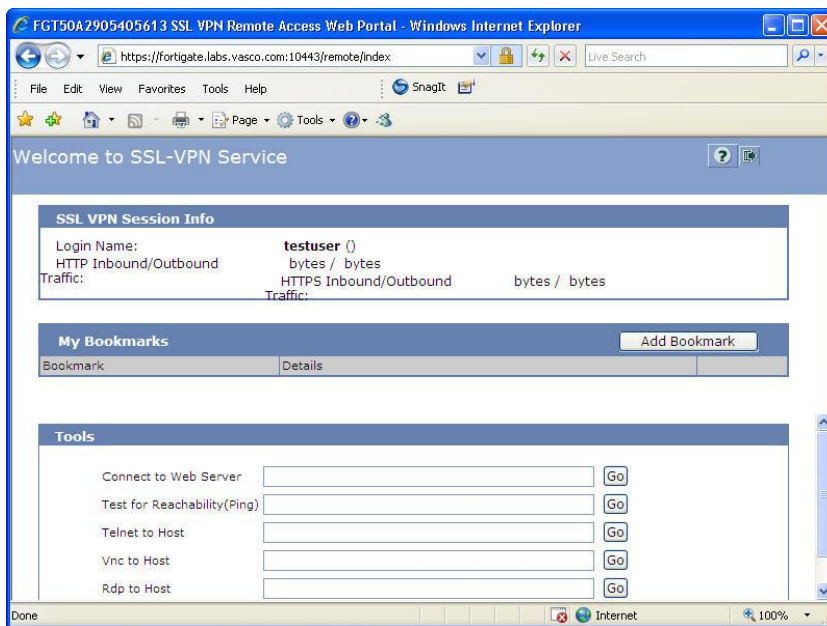 FGT50A2905405613 SSL VPN Remote Access Web Portal - Windows Internet Explorer
https://fortigate.labs.vasco.com:10443/remote/index
Live Search
File Edit View Favorites Tools Help
SnagIt
Page
Tools
Welcome to SSL-VPN Service
SSL VPN Session Info
Login Name: testuser ()
HTTP Inbound/Outbound Traffic: bytes / bytes
HTTPS Inbound/Outbound Traffic: bytes / bytes
My Bookmarks
Add Bookmark
Bookmark Details
Tools
Connect to Web Server Go
Test for Reachability(Ping) Go
Telnet to Host Go
Vnc to Host Go
Rdp to Host Go
Done Internet 100%